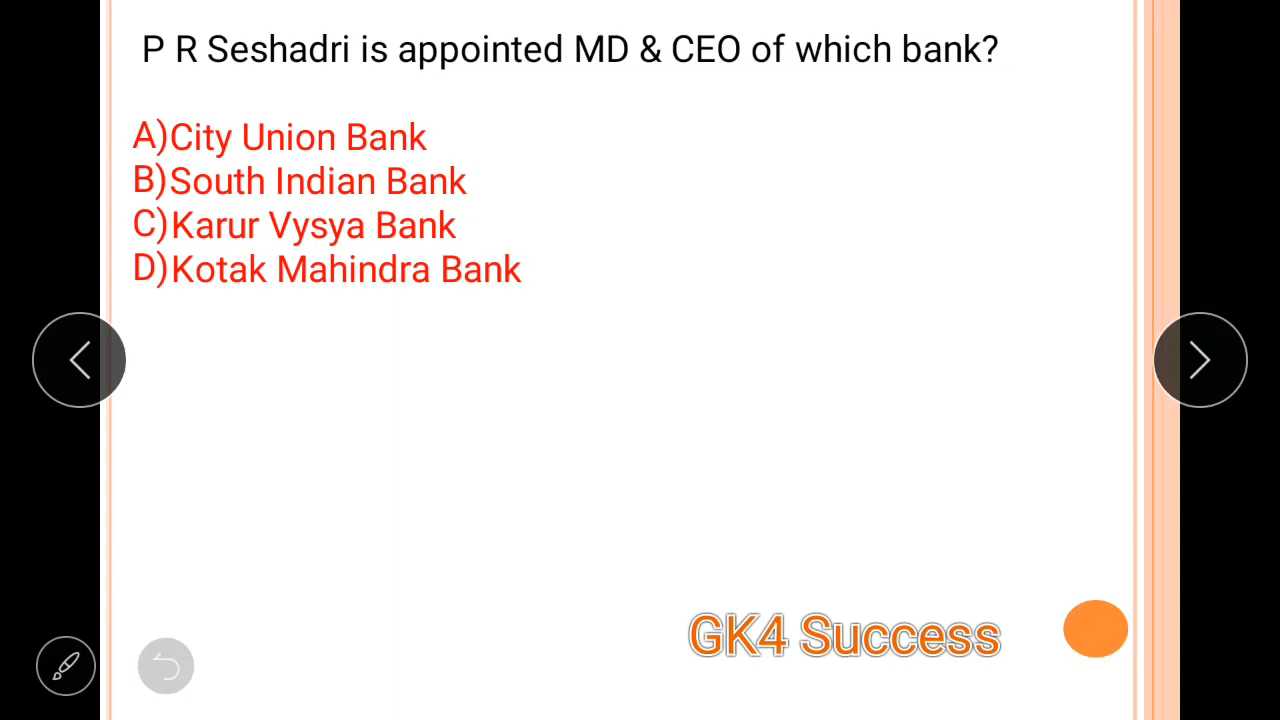 P R Seshadri is appointed MD & CEO of which bank?
A)City Union Bank
B)South Indian Bank
C)Karur Vysya Bank
D)Kotak Mahindra Bank
GK4 Success